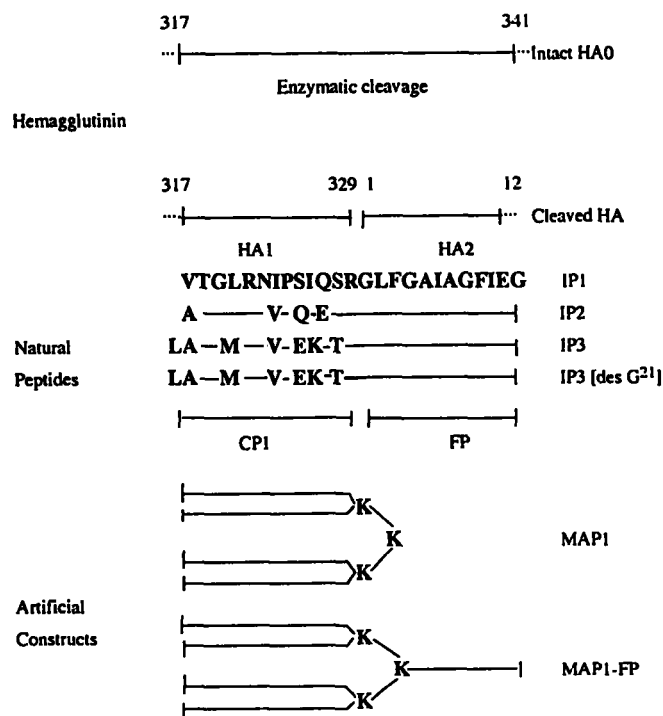 317 341
Intact HA0
Enzymatic cleavage
Hemagglutinin
317 329 1 12
Cleaved HA
HA1 HA2
VTGLRNIPSIQSRGLFGAIAGFIEG IP1
A V- Q-E IP2
Natural LA M V- EK-T IP3
Peptides LA M V- EK-T IP3 [des G21]
CP1 FP
K
K MAP1
K
Artificial
Constructs
K
K MAP1-FP
K